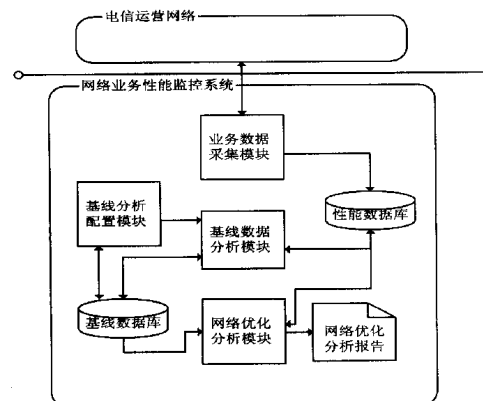 电信运营网络
网络业务性能监控系统
业务数据
采集模块
基线分析
配置模块
性能数据库
基线数据
分析模块
基线数据库
网络优化
分析模块
网络优化
分析报告